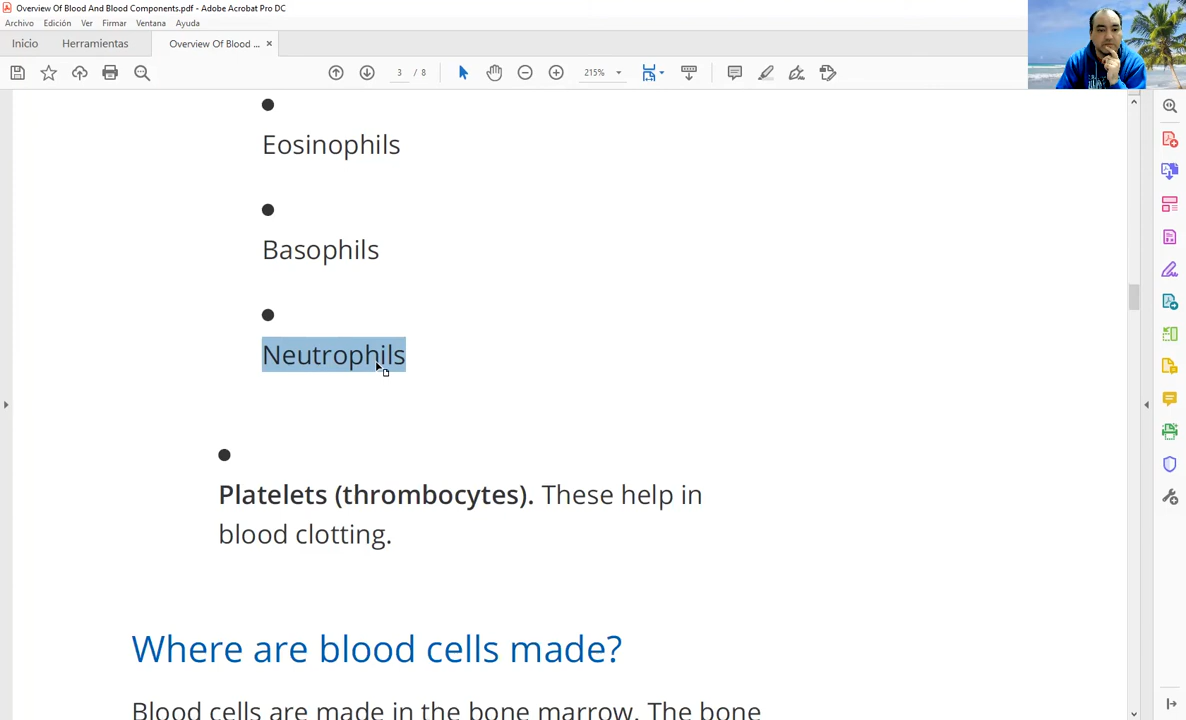 Overview Of Blood And Blood Components.pdf - Adobe Acrobat Pro DC
Archivo Edición Ver Firmar Ventana Ayuda
Inicio Herramientas Overview Of Blood ... ×
3 / 8 215%
Eosinophils
Basophils
Neutrophils
Platelets (thrombocytes). These help in
blood clotting.
Where are blood cells made?
Blood cells are made in the bone marrow. The bone